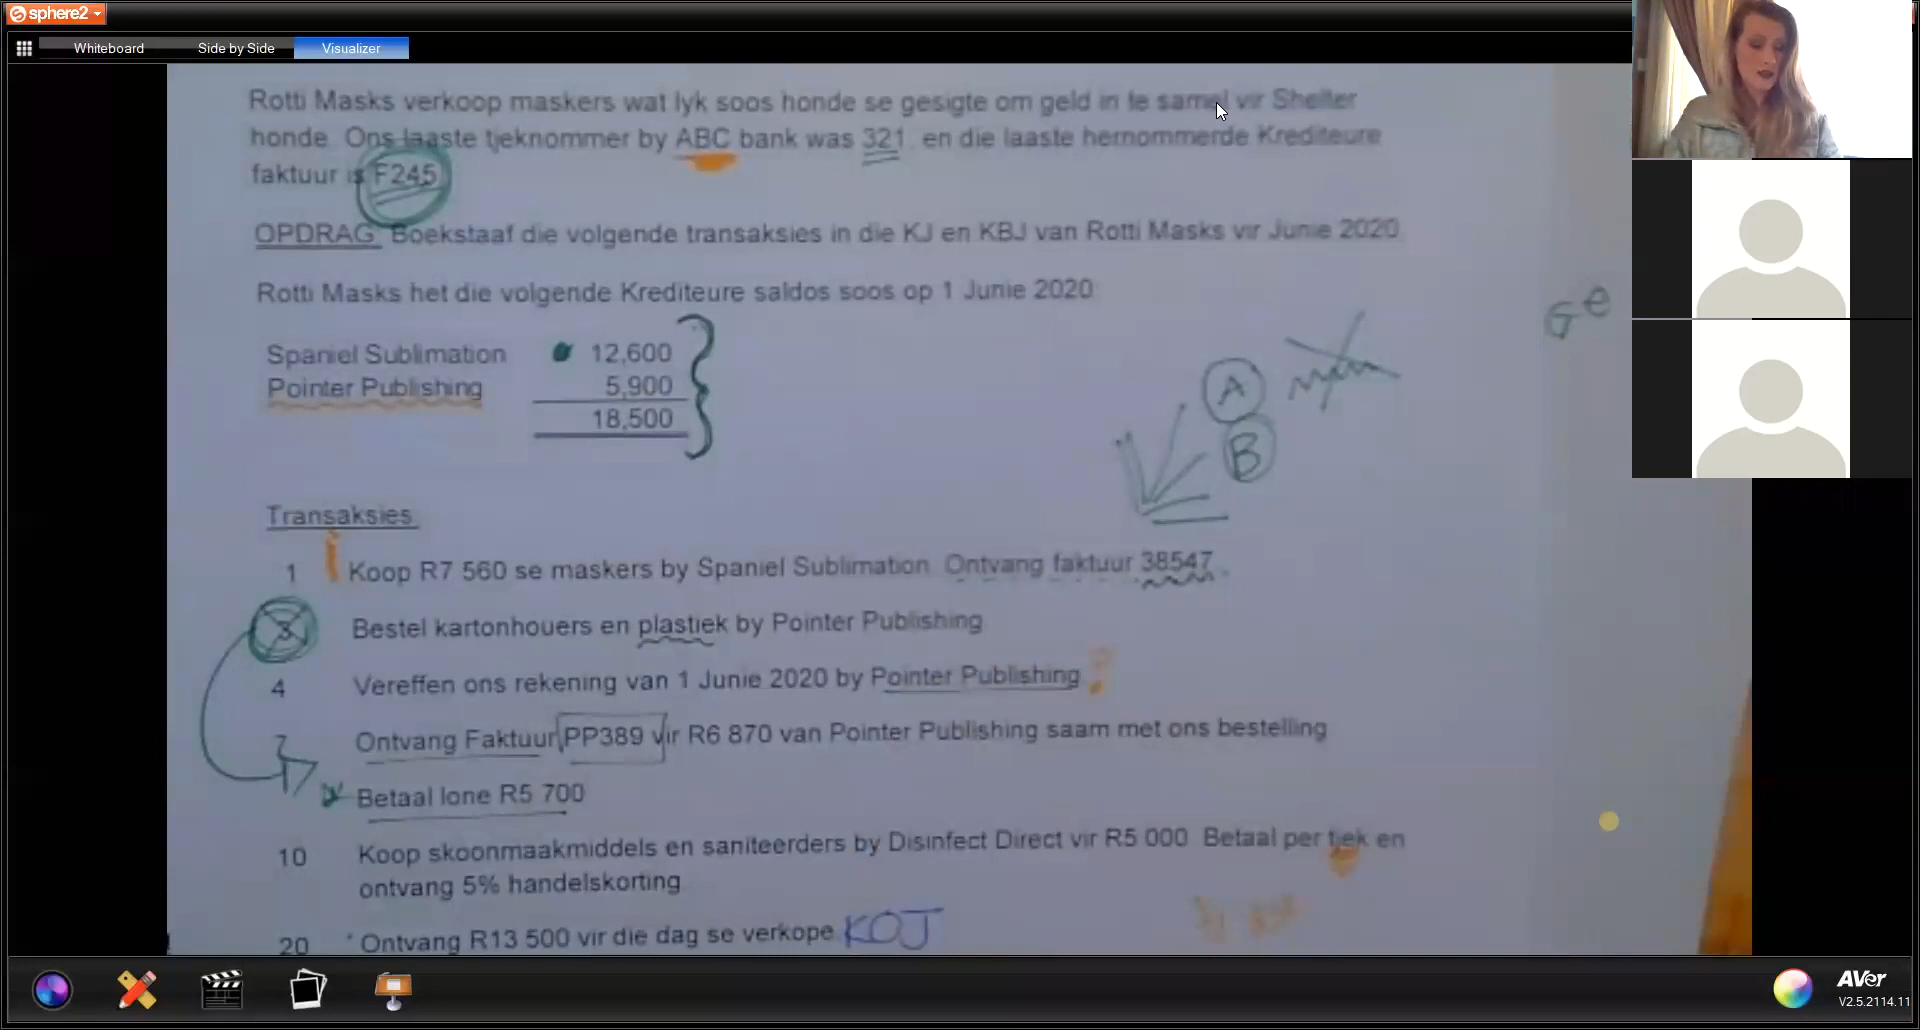 sphere2
Whiteboard Side by Side Visualizer
Rotti Masks verkoop maskers wat lyk soos honde se gesigte om geld in te samel vir Shelter
honde. Ons laaste tjeknommer by ABC bank was 321, en die laaste hernommerde Krediteure
faktuur is F245
OPDRAG: Boekstaaf die volgende transaksies in die KJ en KBJ van Rotti Masks vir Junie 2020
Rotti Masks het die volgende Krediteure saldos soos op 1 Junie 2020
Ge
Spaniel Sublimation 12,600
Pointer Publishing 5,900
18,500
A
B
Transaksies
1 Koop R7 560 se maskers by Spaniel Sublimation. Ontvang faktuur 38547.
3 Bestel kartonhouers en plastiek by Pointer Publishing
4 Vereffen ons rekening van 1 Junie 2020 by Pointer Publishing ?
7 Ontvang Faktuur PP389 vir R6 870 van Pointer Publishing saam met ons bestelling
Betaal lone R5 700
10 Koop skoonmaakmiddels en saniteerders by Disinfect Direct vir R5 000. Betaal per tjek en
ontvang 5% handelskorting
20 Ontvang R13 500 vir die dag se verkope KOJ
AVer
V2.5.2114.11